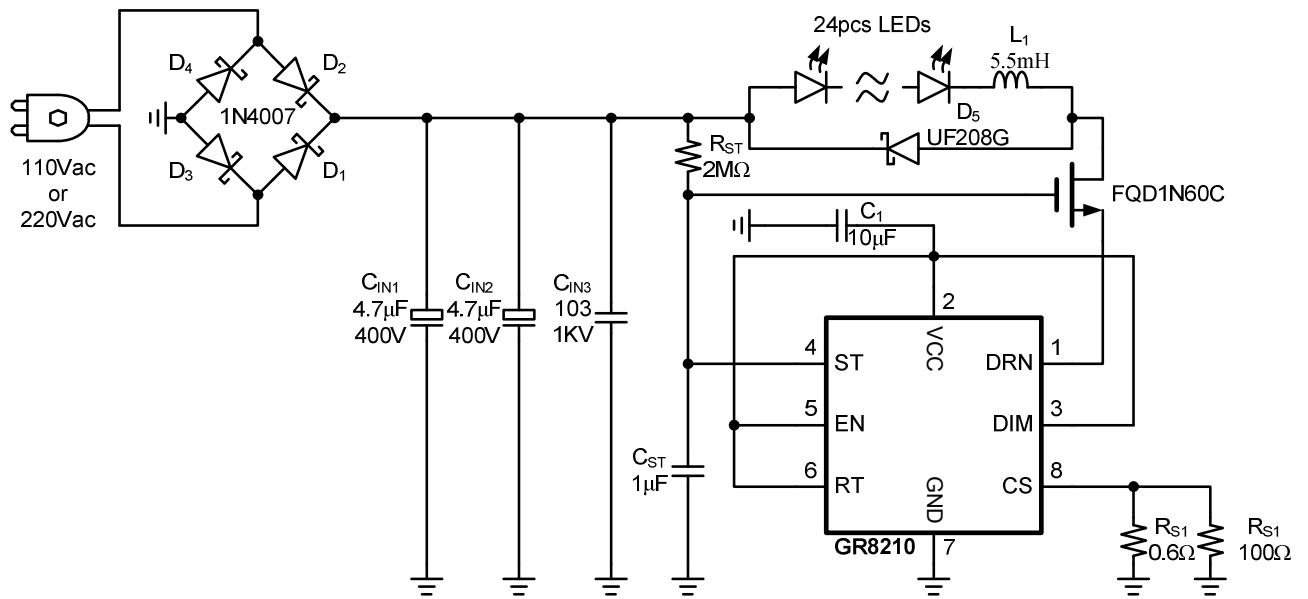 24pcs LEDs
L1
5.5mH
D4
D2
1N4007
D5
UF208G
RST
2MΩ
D3
D1
110Vac
or
220Vac
FQD1N60C
C1
10μF
CIN1
4.7μF
400V
CIN2
4.7μF
400V
CIN3
103
1KV
2
VCC
4
ST
DRN
1
5
EN
DIM
3
CST
1μF
6
RT
GND
CS
8
GR8210
7
RS1
0.6Ω
RS1
100Ω